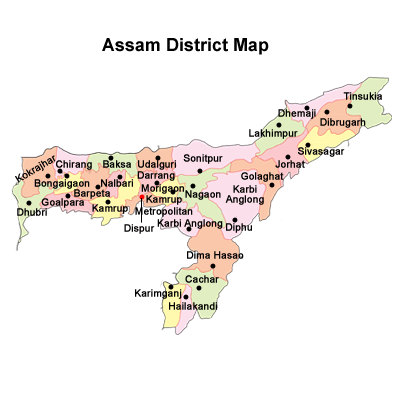 Assam District Map
Tinsukia
Dhemaji
Dibrugarh
Lakhimpur
Sivasagar
Kokrajhar
Chirang
Baksa
Udalguri
Sonitpur
Jorhat
Bongaigaon
Nalbari
Darrang
Golaghat
Barpeta
Morigaon
Nagaon
Karbi
Anglong
Goalpara
Kamrup
Kamrup
Metropolitan
Dhubri
Dispur
Karbi Anglong
Diphu
Dima Hasao
Cachar
Karimganj
Hailakandi